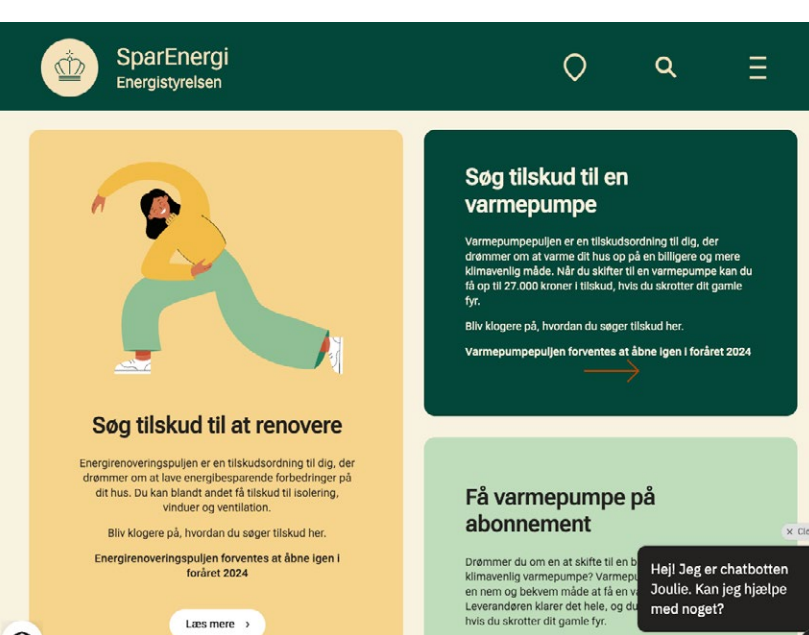 SparEnergi
Energistyrelsen
Søg tilskud til at renovere
Energirenoveringspuljen er en tilskudsordning til dig, der
drømmer om at lave energibesparende forbedringer på
dit hus. Du kan blandt andet få tilskud til isolering,
vinduer og ventilation.
Bliv klogere på, hvordan du søger tilskud her.
Energirenoveringspuljen forventes at åbne igen i
foråret 2024
Læs mere
Søg tilskud til en
varmepumpe
Varmepumpepuljen er en tilskudsordning til dig, der
drømmer om at varme dit hus op på en billigere og mere
klimavenlig måde. Når du skifter til en varmepumpe kan du
få op til 27.000 kroner i tilskud, hvis du skrotter dit gamle
fyr.
Bliv klogere på, hvordan du søger tilskud her.
Varmepumpepuljen forventes at åbne igen i foråret 2024
Få varmepumpe på
abonnement
Drømmer du om en at skifte til en
klimavenlig varmepumpe?
en nem og bekvem måde at få en
Leverandøren klarer det hele, og du
hvis du skrotter dit gamle fyr.
Hej! Jeg er chatbotten
Joulie. Kan jeg hjælpe
med noget?